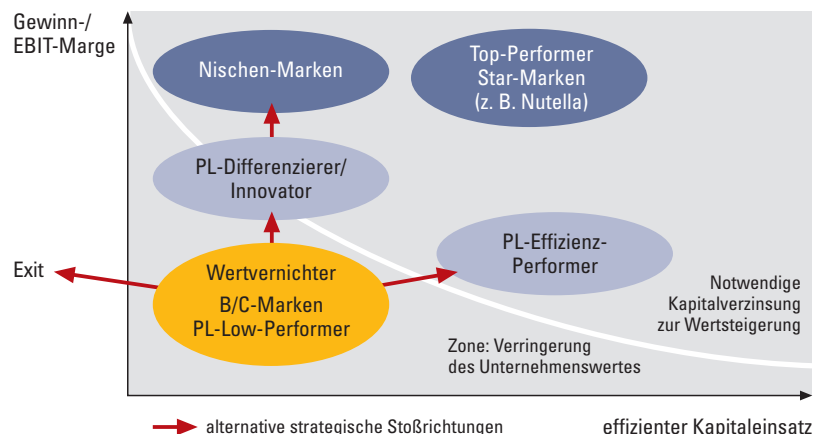 Gewinn-/
EBIT-Marge
Nischen-Marken
Top-Performer
Star-Marken
(z. B. Nutella)
PL-Differenzierer/
Innovator
PL-Effizienz-
Performer
Exit
Wertvernichter
B/C-Marken
PL-Low-Performer
Notwendige
Kapitalverzinsung
zur Wertsteigerung
Zone: Verringerung
des Unternehmenswertes
alternative strategische Stoßrichtungen
effizienter Kapitaleinsatz